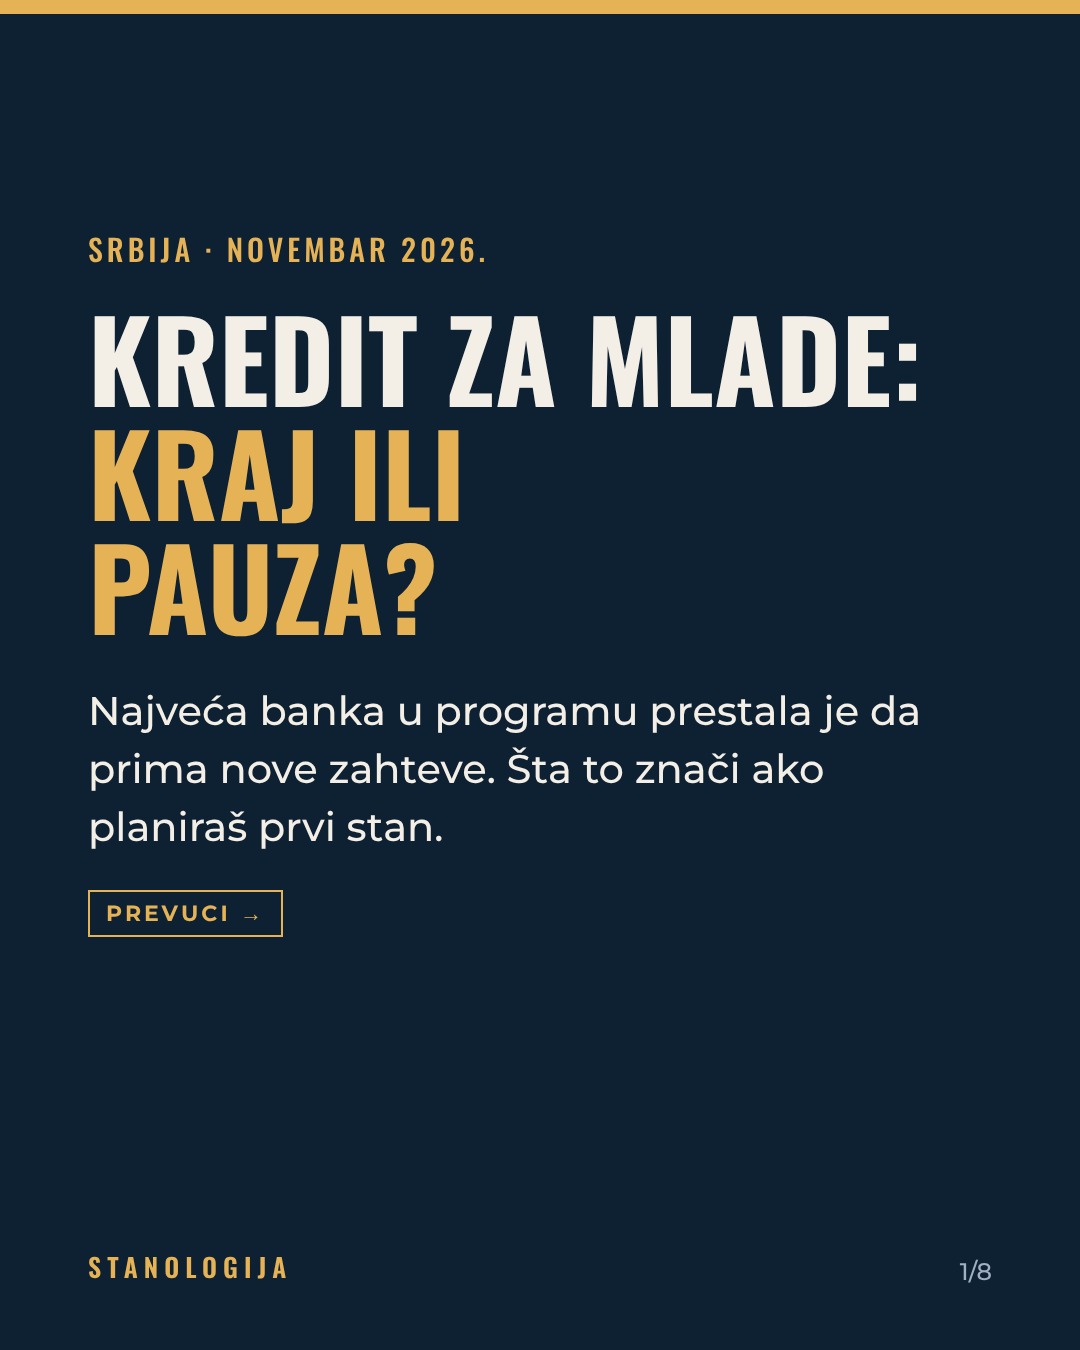 SRBIJA · NOVEMBAR 2026.
KREDIT ZA MLADE:
KRAJ ILI
PAUZA?
Najveća banka u programu prestala je da
prima nove zahteve. Šta to znači ako
planiraš prvi stan.
PREVUCI →
STANOLOGIJA
1/8